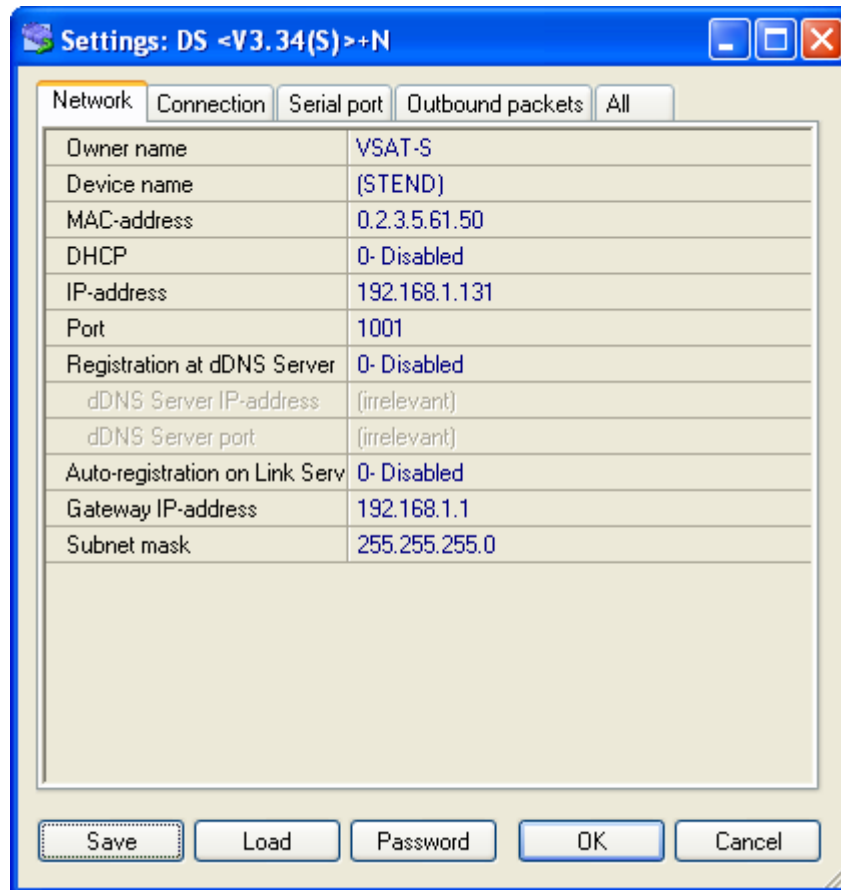 Settings: DS <V3.34(S)>+N
Network Connection Serial port Outbound packets All
Owner name VSAT-S
Device name (STEND)
MAC-address 0.2.3.5.61.50
DHCP 0- Disabled
IP-address 192.168.1.131
Port 1001
Registration at dDNS Server 0- Disabled
dDNS Server IP-address (irrelevant)
dDNS Server port (irrelevant)
Auto-registration on Link Serv 0- Disabled
Gateway IP-address 192.168.1.1
Subnet mask 255.255.255.0
Save Load Password OK Cancel